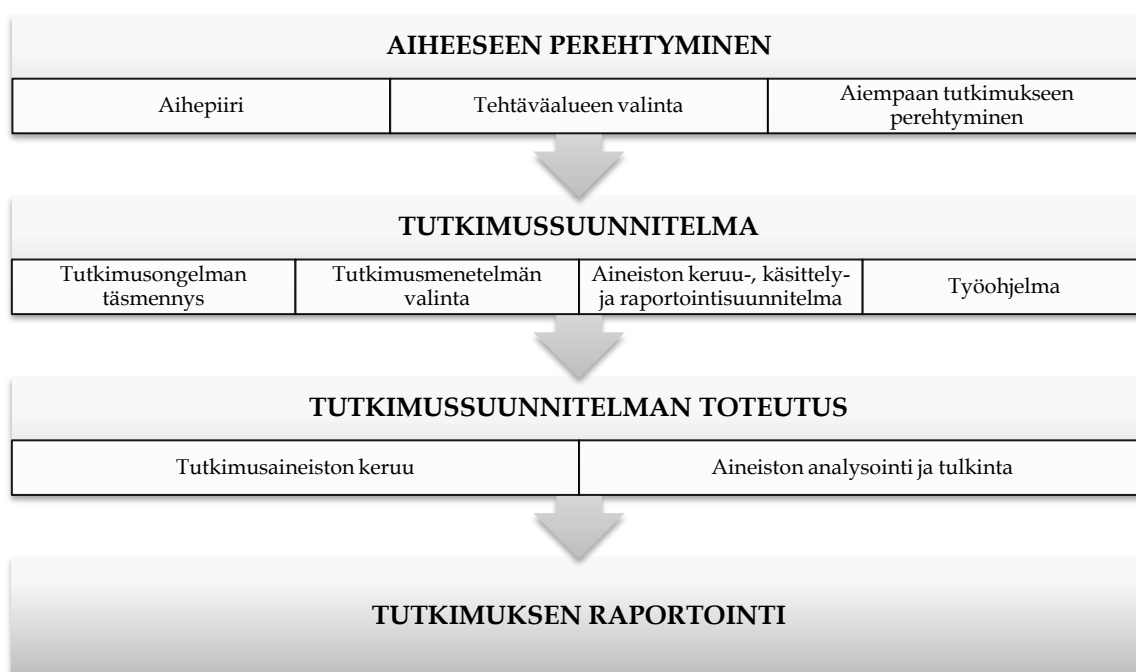 AIHEESEEN PEREHTYMINEN
Aihepiiri
Tehtäväalueen valinta
Aiempaan tutkimukseen
perehtyminen
TUTKIMUSSUUNNITELMA
Tutkimusongelman
täsmennys
Tutkimusmenetelmän
valinta
Aineiston keruu-, käsittely-
ja raportointisuunnitelma
Työohjelma
TUTKIMUSSUUNNITELMAN TOTEUTUS
Tutkimusaineiston keruu
Aineiston analysointi ja tulkinta
TUTKIMUKSEN RAPORTOINTI